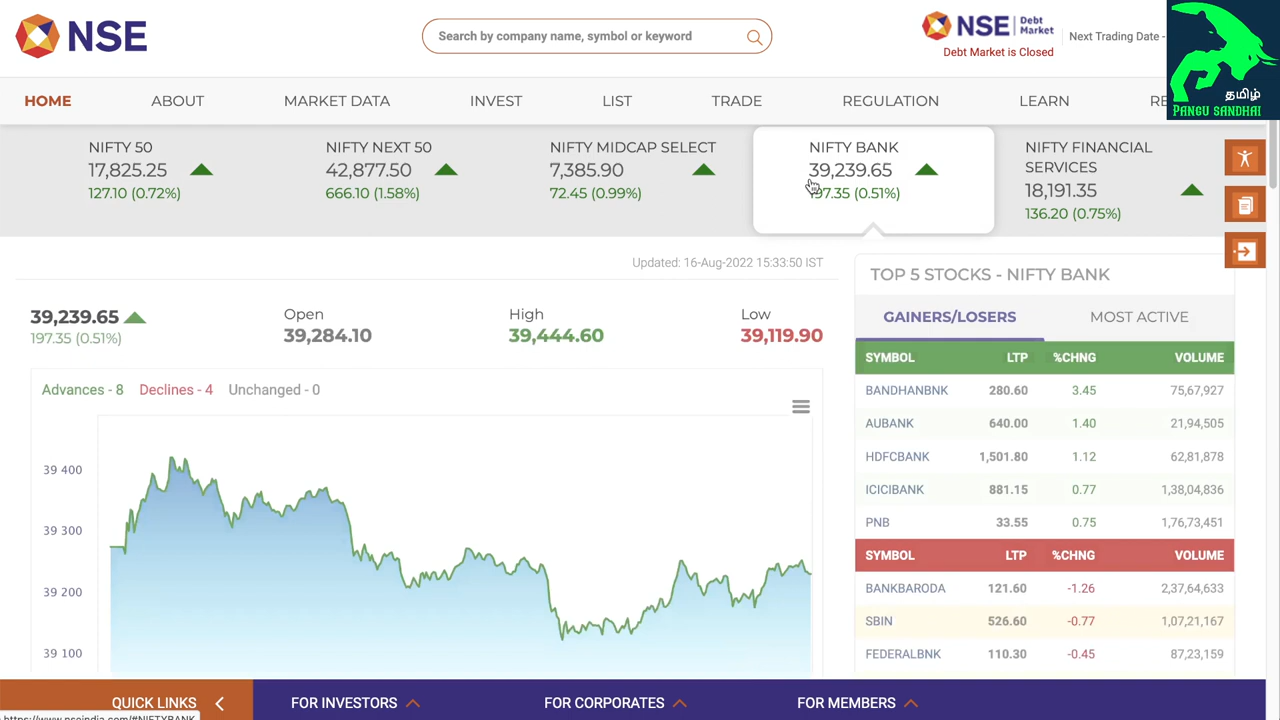 NSE
Search by company name, symbol or keyword
NSE Debt Market
Debt Market is Closed
Next Trading Date -
தமிழ்
PANGU SANDHAI
HOME ABOUT MARKET DATA INVEST LIST TRADE REGULATION LEARN RE
NIFTY 50
17,825.25
127.10 (0.72%)
NIFTY NEXT 50
42,877.50
666.10 (1.58%)
NIFTY MIDCAP SELECT
7,385.90
72.45 (0.99%)
NIFTY BANK
39,239.65
197.35 (0.51%)
NIFTY FINANCIAL
SERVICES
18,191.35
136.20 (0.75%)
Updated: 16-Aug-2022 15:33:50 IST
39,239.65
197.35 (0.51%)
Open
39,284.10
High
39,444.60
Low
39,119.90
Advances - 8 Declines - 4 Unchanged - 0
39 400
39 300
39 200
39 100
TOP 5 STOCKS - NIFTY BANK
GAINERS/LOSERS MOST ACTIVE
SYMBOL LTP %CHNG VOLUME
BANDHANBNK 280.60 3.45 75,67,927
AUBANK 640.00 1.40 21,94,505
HDFCBANK 1,501.80 1.12 62,81,878
ICICIBANK 881.15 0.77 1,38,04,836
PNB 33.55 0.75 1,76,73,451
SYMBOL LTP %CHNG VOLUME
BANKBARODA 121.60 -1.26 2,37,64,633
SBIN 526.60 -0.77 1,07,21,167
FEDERALBNK 110.30 -0.45 87,23,159
QUICK LINKS FOR INVESTORS FOR CORPORATES FOR MEMBERS
https://www.nseindia.com/#NIFTYBANK